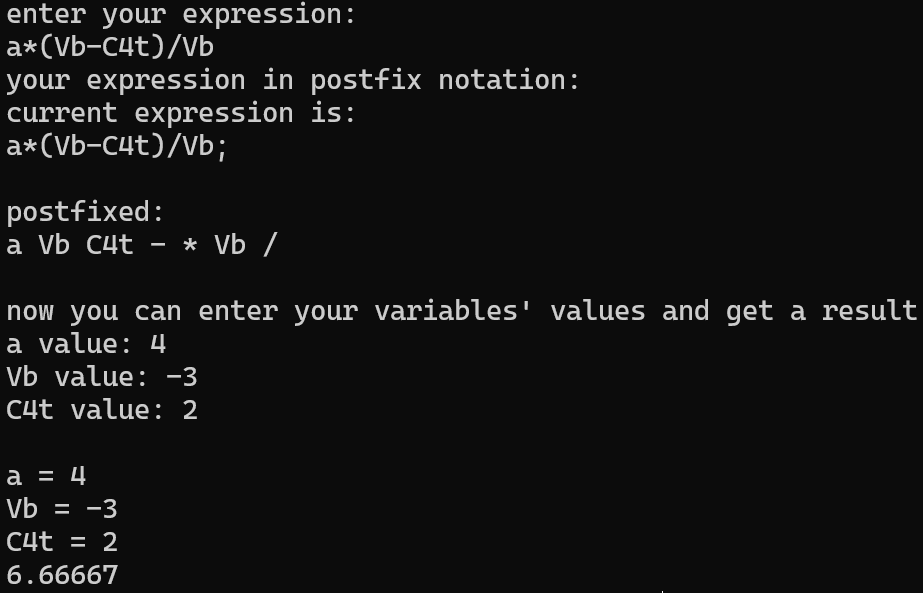 enter your expression:
a*(Vb-C4t)/Vb
your expression in postfix notation:
current expression is:
a*(Vb-C4t)/Vb;
postfixed:
a Vb C4t - * Vb /
now you can enter your variables' values and get a result
a value: 4
Vb value: -3
C4t value: 2
a = 4
Vb = -3
C4t = 2
6.66667